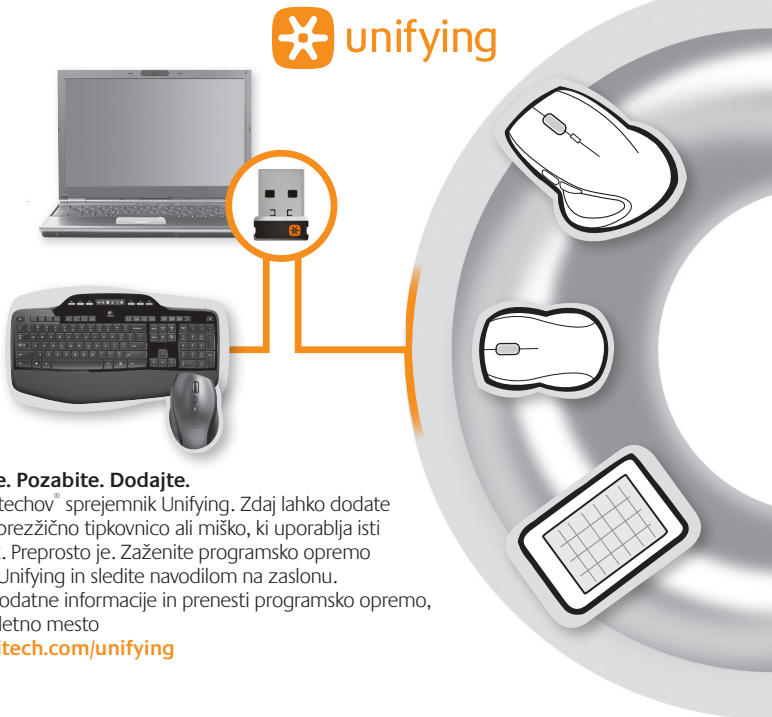 unifying
e. Pozabite. Dodajte.
techov® sprejemnik Unifying. Zdaj lahko dodate
brezžično tipkovnico ali miško, ki uporablja isti
k. Preprosto je. Zaženite programsko opremo
Unifying in sledite navodilom na zaslonu.
odatne informacije in prenesti programsko opremo,
letno mesto
itech.com/unifying